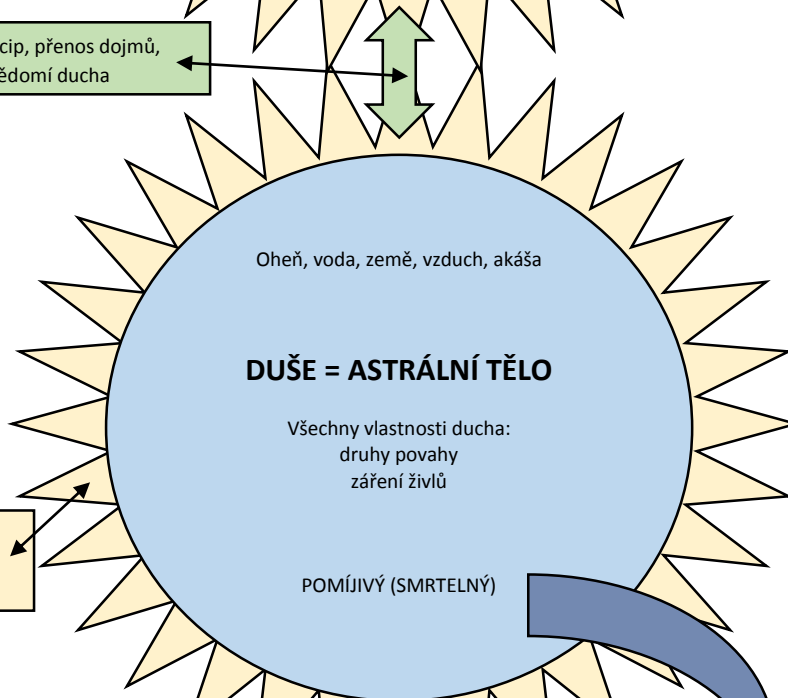 cip, přenos dojmů,
ědomí ducha
Oheň, voda, země, vzduch, akáša
DUŠE = ASTRÁLNÍ TĚLO
Všechny vlastnosti ducha:
druhy povahy
záření živlů
POMÍJIVÝ (SMRTELNÝ)